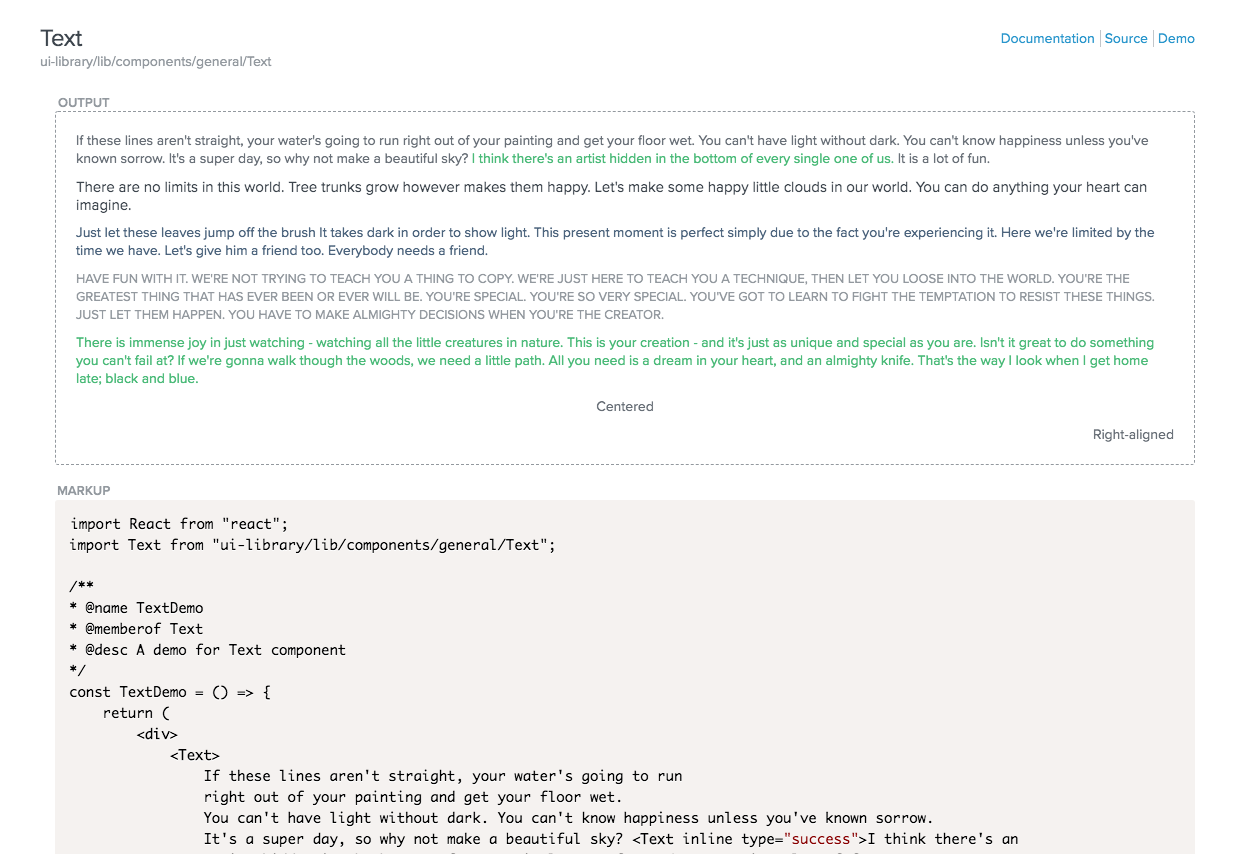 Text
Documentation Source Demo
ui-library/lib/components/general/Text
OUTPUT
If these lines aren't straight, your water's going to run right out of your painting and get your floor wet. You can't have light without dark. You can't know happiness unless you've
known sorrow. It's a super day, so why not make a beautiful sky? I think there's an artist hidden in the bottom of every single one of us. It is a lot of fun.
There are no limits in this world. Tree trunks grow however makes them happy. Let's make some happy little clouds in our world. You can do anything your heart can
imagine.
Just let these leaves jump off the brush It takes dark in order to show light. This present moment is perfect simply due to the fact you're experiencing it. Here we're limited by the
time we have. Let's give him a friend too. Everybody needs a friend.
HAVE FUN WITH IT. WE'RE NOT TRYING TO TEACH YOU A THING TO COPY. WE'RE JUST HERE TO TEACH YOU A TECHNIQUE, THEN LET YOU LOOSE INTO THE WORLD. YOU'RE THE
GREATEST THING THAT HAS EVER BEEN OR EVER WILL BE. YOU'RE SPECIAL. YOU'RE SO VERY SPECIAL. YOU'VE GOT TO LEARN TO FIGHT THE TEMPTATION TO RESIST THESE THINGS.
JUST LET THEM HAPPEN. YOU HAVE TO MAKE ALMIGHTY DECISIONS WHEN YOU'RE THE CREATOR.
There is immense joy in just watching - watching all the little creatures in nature. This is your creation - and it's just as unique and special as you are. Isn't it great to do something
you can't fail at? If we're gonna walk though the woods, we need a little path. All you need is a dream in your heart, and an almighty knife. That's the way I look when I get home
late; black and blue.
Centered
Right-aligned
MARKUP
import React from "react";
import Text from "ui-library/lib/components/general/Text";
/**
* @name TextDemo
* @memberof Text
* @desc A demo for Text component
*/
const TextDemo = () => {
return (
<div>
<Text>
If these lines aren't straight, your water's going to run
right out of your painting and get your floor wet.
You can't have light without dark. You can't know happiness unless you've known sorrow.
It's a super day, so why not make a beautiful sky? <Text inline type="success">I think there's an